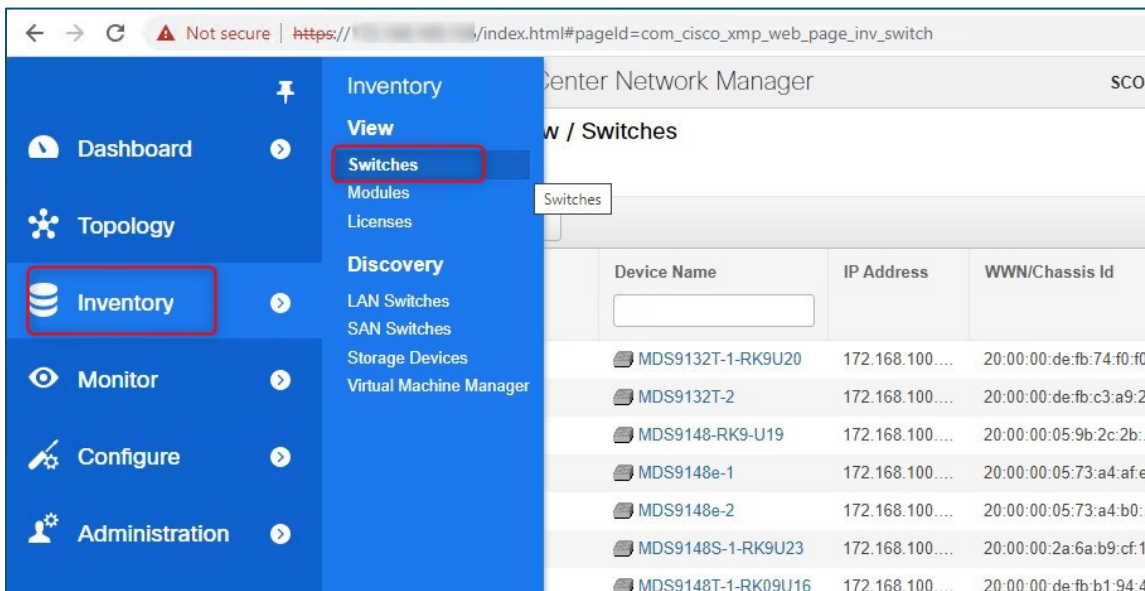 Not secure | https:// /index.html#pageId=com_cisco_xmp_web_page_inv_switch
Inventory
enter Network Manager
sco
View
w / Switches
Dashboard
Switches
Switches
Modules
Topology
Licenses
Discovery
Device Name
IP Address
WWN/Chassis Id
Inventory
LAN Switches
SAN Switches
Storage Devices
MDS9132T-1-RK9U20 172.168.100.... 20:00:00:de:fb:74:f0:f0
Monitor
Virtual Machine Manager
MDS9132T-2 172.168.100.... 20:00:00:de:fb:c3:a9:2
MDS9148-RK9-U19 172.168.100.... 20:00:00:05:9b:2c:2b:
Configure
MDS9148e-1 172.168.100.... 20:00:00:05:73:a4:af:e
MDS9148e-2 172.168.100.... 20:00:00:05:73:a4:b0:
Administration
MDS9148S-1-RK9U23 172.168.100.... 20:00:00:2a:6a:b9:cf:1
MDS9148T-1-RK09U16 172.168.100.... 20:00:00:de:fb:b1:94:4